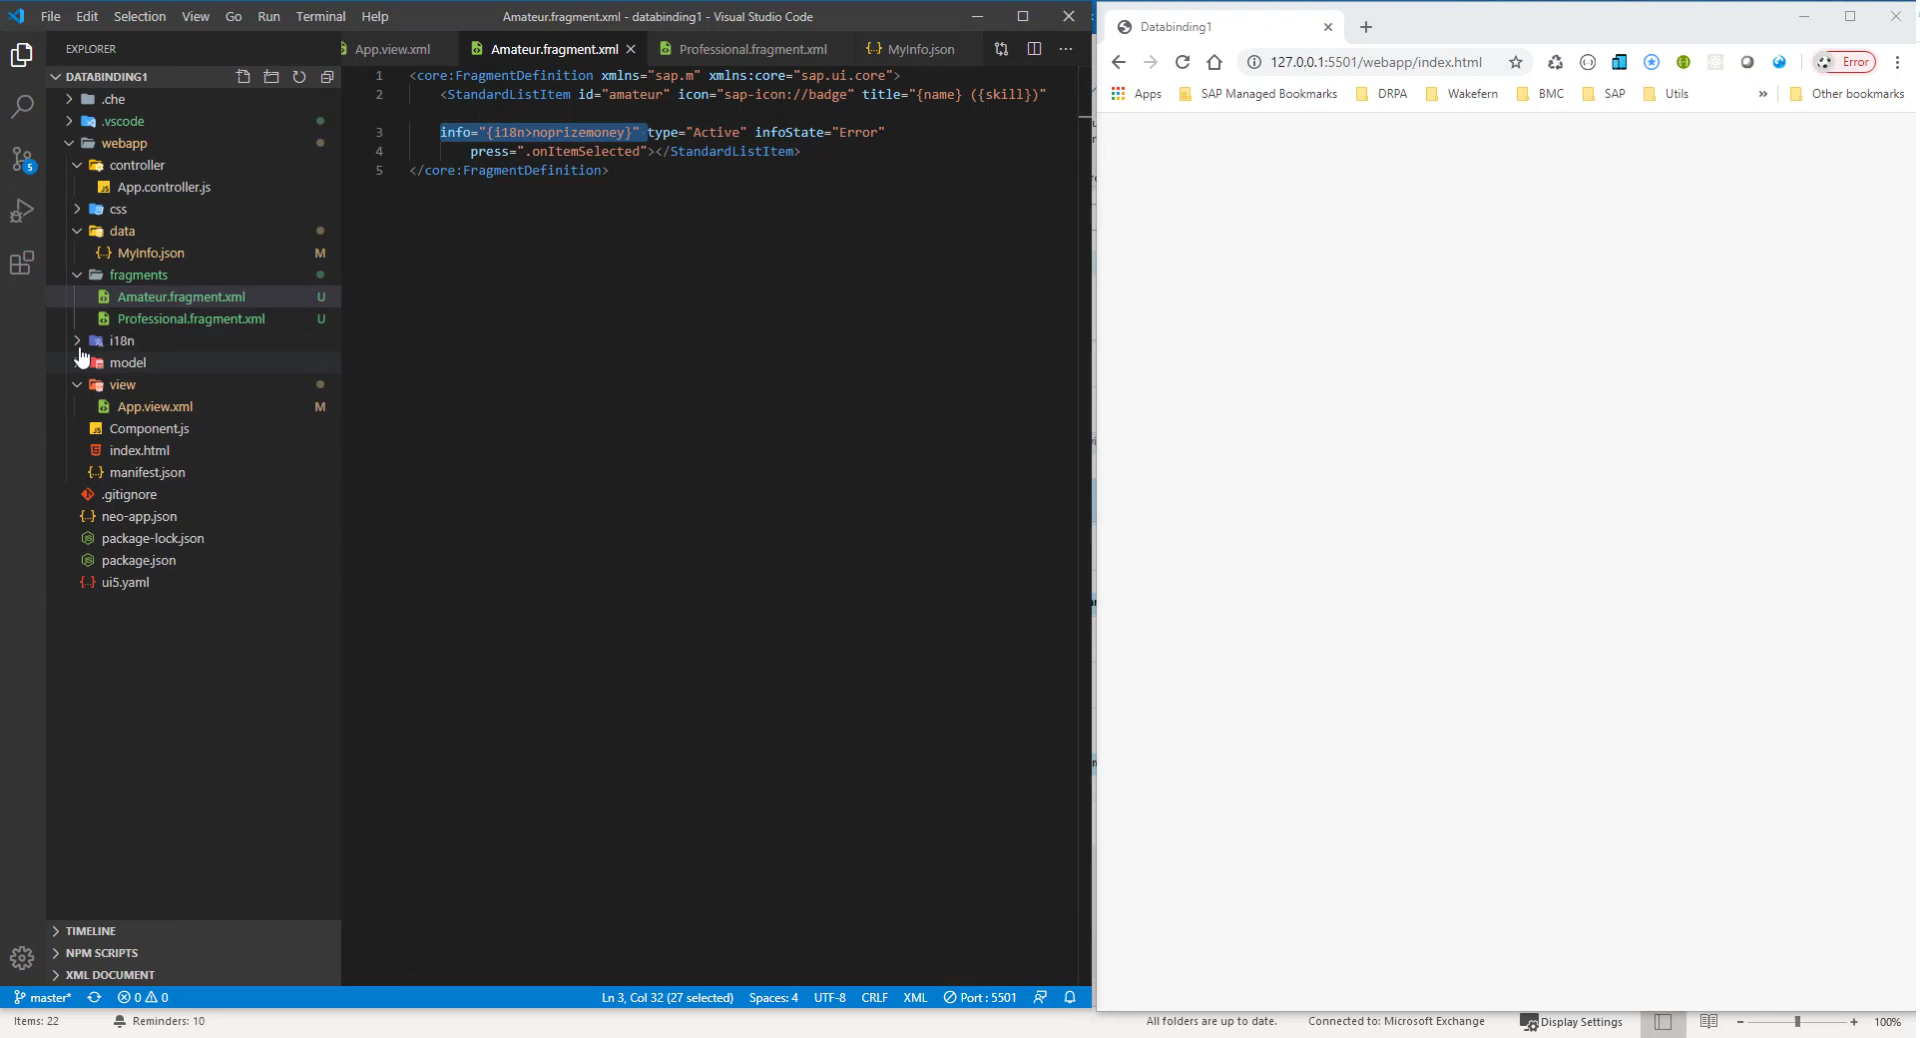 File Edit Selection View Go Run Terminal Help
Amateur.fragment.xml - databinding1 - Visual Studio Code
EXPLORER
DATABINDING1
.che
.vscode
webapp
controller
App.controller.js
css
data
MyInfo.json M
fragments
Amateur.fragment.xml U
Professional.fragment.xml U
i18n
model
view
App.view.xml M
Component.js
index.html
manifest.json
.gitignore
neo-app.json
package-lock.json
package.json
ui5.yaml
TIMELINE
NPM SCRIPTS
XML DOCUMENT
5
App.view.xml Amateur.fragment.xml Professional.fragment.xml MyInfo.json
1 <core:FragmentDefinition xmlns="sap.m" xmlns:core="sap.ui.core">
2 <StandardListItem id="amateur" icon="sap-icon://badge" title="{name} ({skill})"
3 info="{i18n>noprizemoney}" type="Active" infoState="Error"
4 press=".onItemSelected"></StandardListItem>
5 </core:FragmentDefinition>
master* 0 0 Ln 3, Col 32 (27 selected) Spaces: 4 UTF-8 CRLF XML Port : 5501
Databinding1
127.0.0.1:5501/webapp/index.html
Error
Apps SAP Managed Bookmarks DRPA Wakefern BMC SAP Utils » Other bookmarks
Items: 22 Reminders: 10 All folders are up to date. Connected to: Microsoft Exchange Display Settings 100%